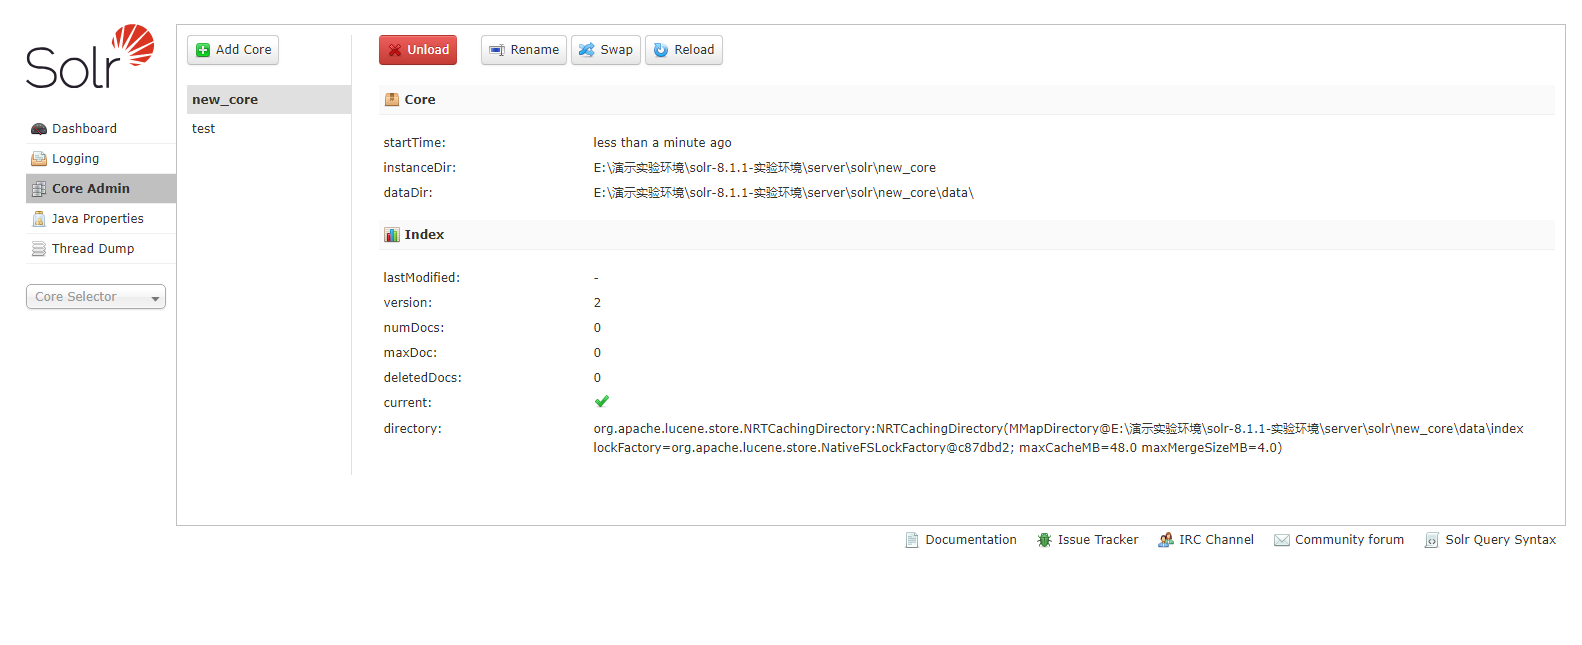 Solr
Dashboard
Logging
Core Admin
Java Properties
Thread Dump
Core Selector
Add Core
new_core
test
Unload
Rename
Swap
Reload
Core
startTime:
less than a minute ago
instanceDir:
E:\演示实验环境\solr-8.1.1-实验环境\server\solr\new_core
dataDir:
E:\演示实验环境\solr-8.1.1-实验环境\server\solr\new_core\data\
Index
lastModified:
-
version:
2
numDocs:
0
maxDoc:
0
deletedDocs:
0
current:
directory:
org.apache.lucene.store.NRTCachingDirectory:NRTCachingDirectory(MMapDirectory@E:\演示实验环境\solr-8.1.1-实验环境\server\solr\new_core\data\index
lockFactory=org.apache.lucene.store.NativeFSLockFactory@c87dbd2; maxCacheMB=48.0 maxMergeSizeMB=4.0)
Documentation
Issue Tracker
IRC Channel
Community forum
Solr Query Syntax